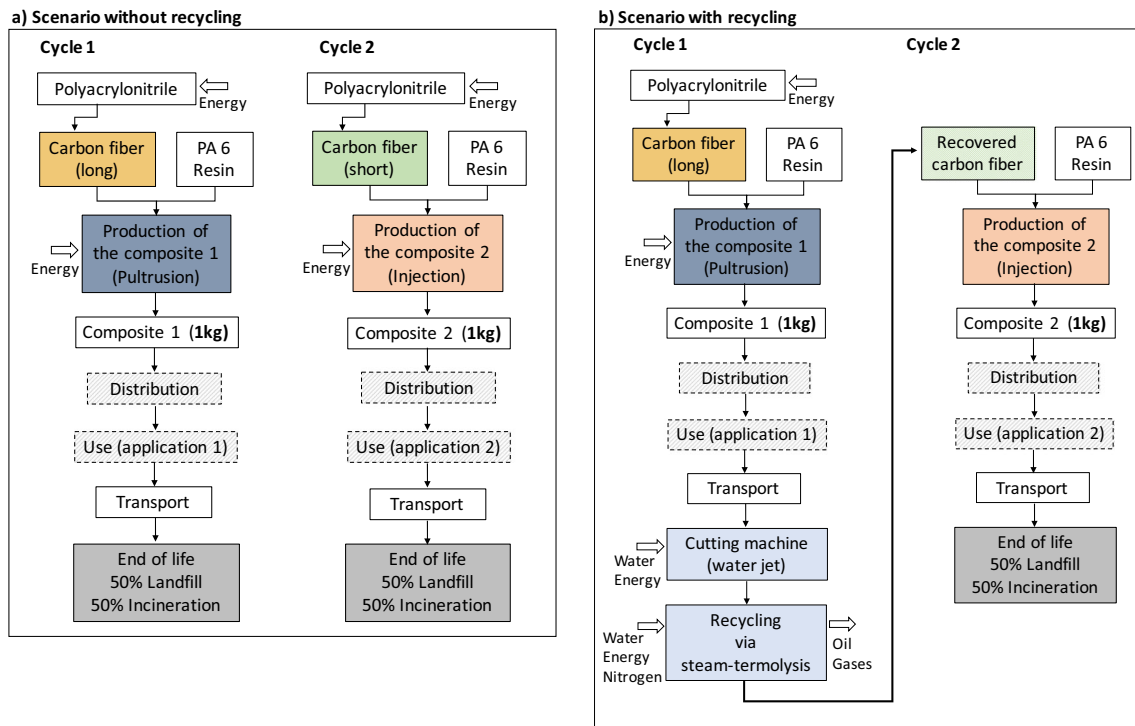 a) Scenario without recycling
Cycle 1
Polyacrylonitrile
Energy
Carbon fiber
(long)
PA 6
Resin
Production of
the composite 1
(Pultrusion)
Energy
Composite 1 (1kg)
Distribution
Use (application 1)
Transport
End of life
50% Landfill
50% Incineration
Cycle 2
Polyacrylonitrile
Energy
Carbon fiber
(short)
PA 6
Resin
Production of
the composite 2
(Injection)
Energy
Composite 2 (1kg)
Distribution
Use (application 2)
Transport
End of life
50% Landfill
50% Incineration
b) Scenario with recycling
Cycle 1
Polyacrylonitrile
Energy
Carbon fiber
(long)
PA 6
Resin
Production of
the composite 1
(Pultrusion)
Energy
Composite 1 (1kg)
Distribution
Use (application 1)
Transport
Cutting machine
(water jet)
Water
Energy
Recycling
via
steam-termolysis
Water
Energy
Nitrogen
Oil
Gases
Cycle 2
Recovered
carbon fiber
PA 6
Resin
Production of
the composite 2
(Injection)
Composite 2 (1kg)
Distribution
Use (application 2)
Transport
End of life
50% Landfill
50% Incineration